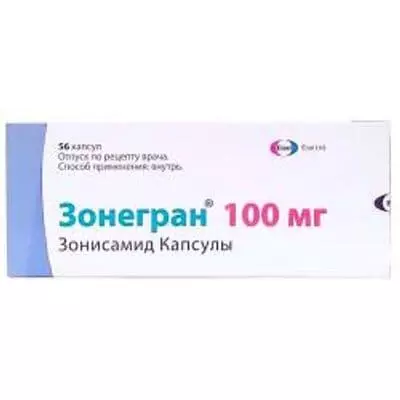 56 капсул
Отпуск по рецепту врача.
Способ применения: внутрь.
Зонегран® 100 мг
Зонисамид Капсулы